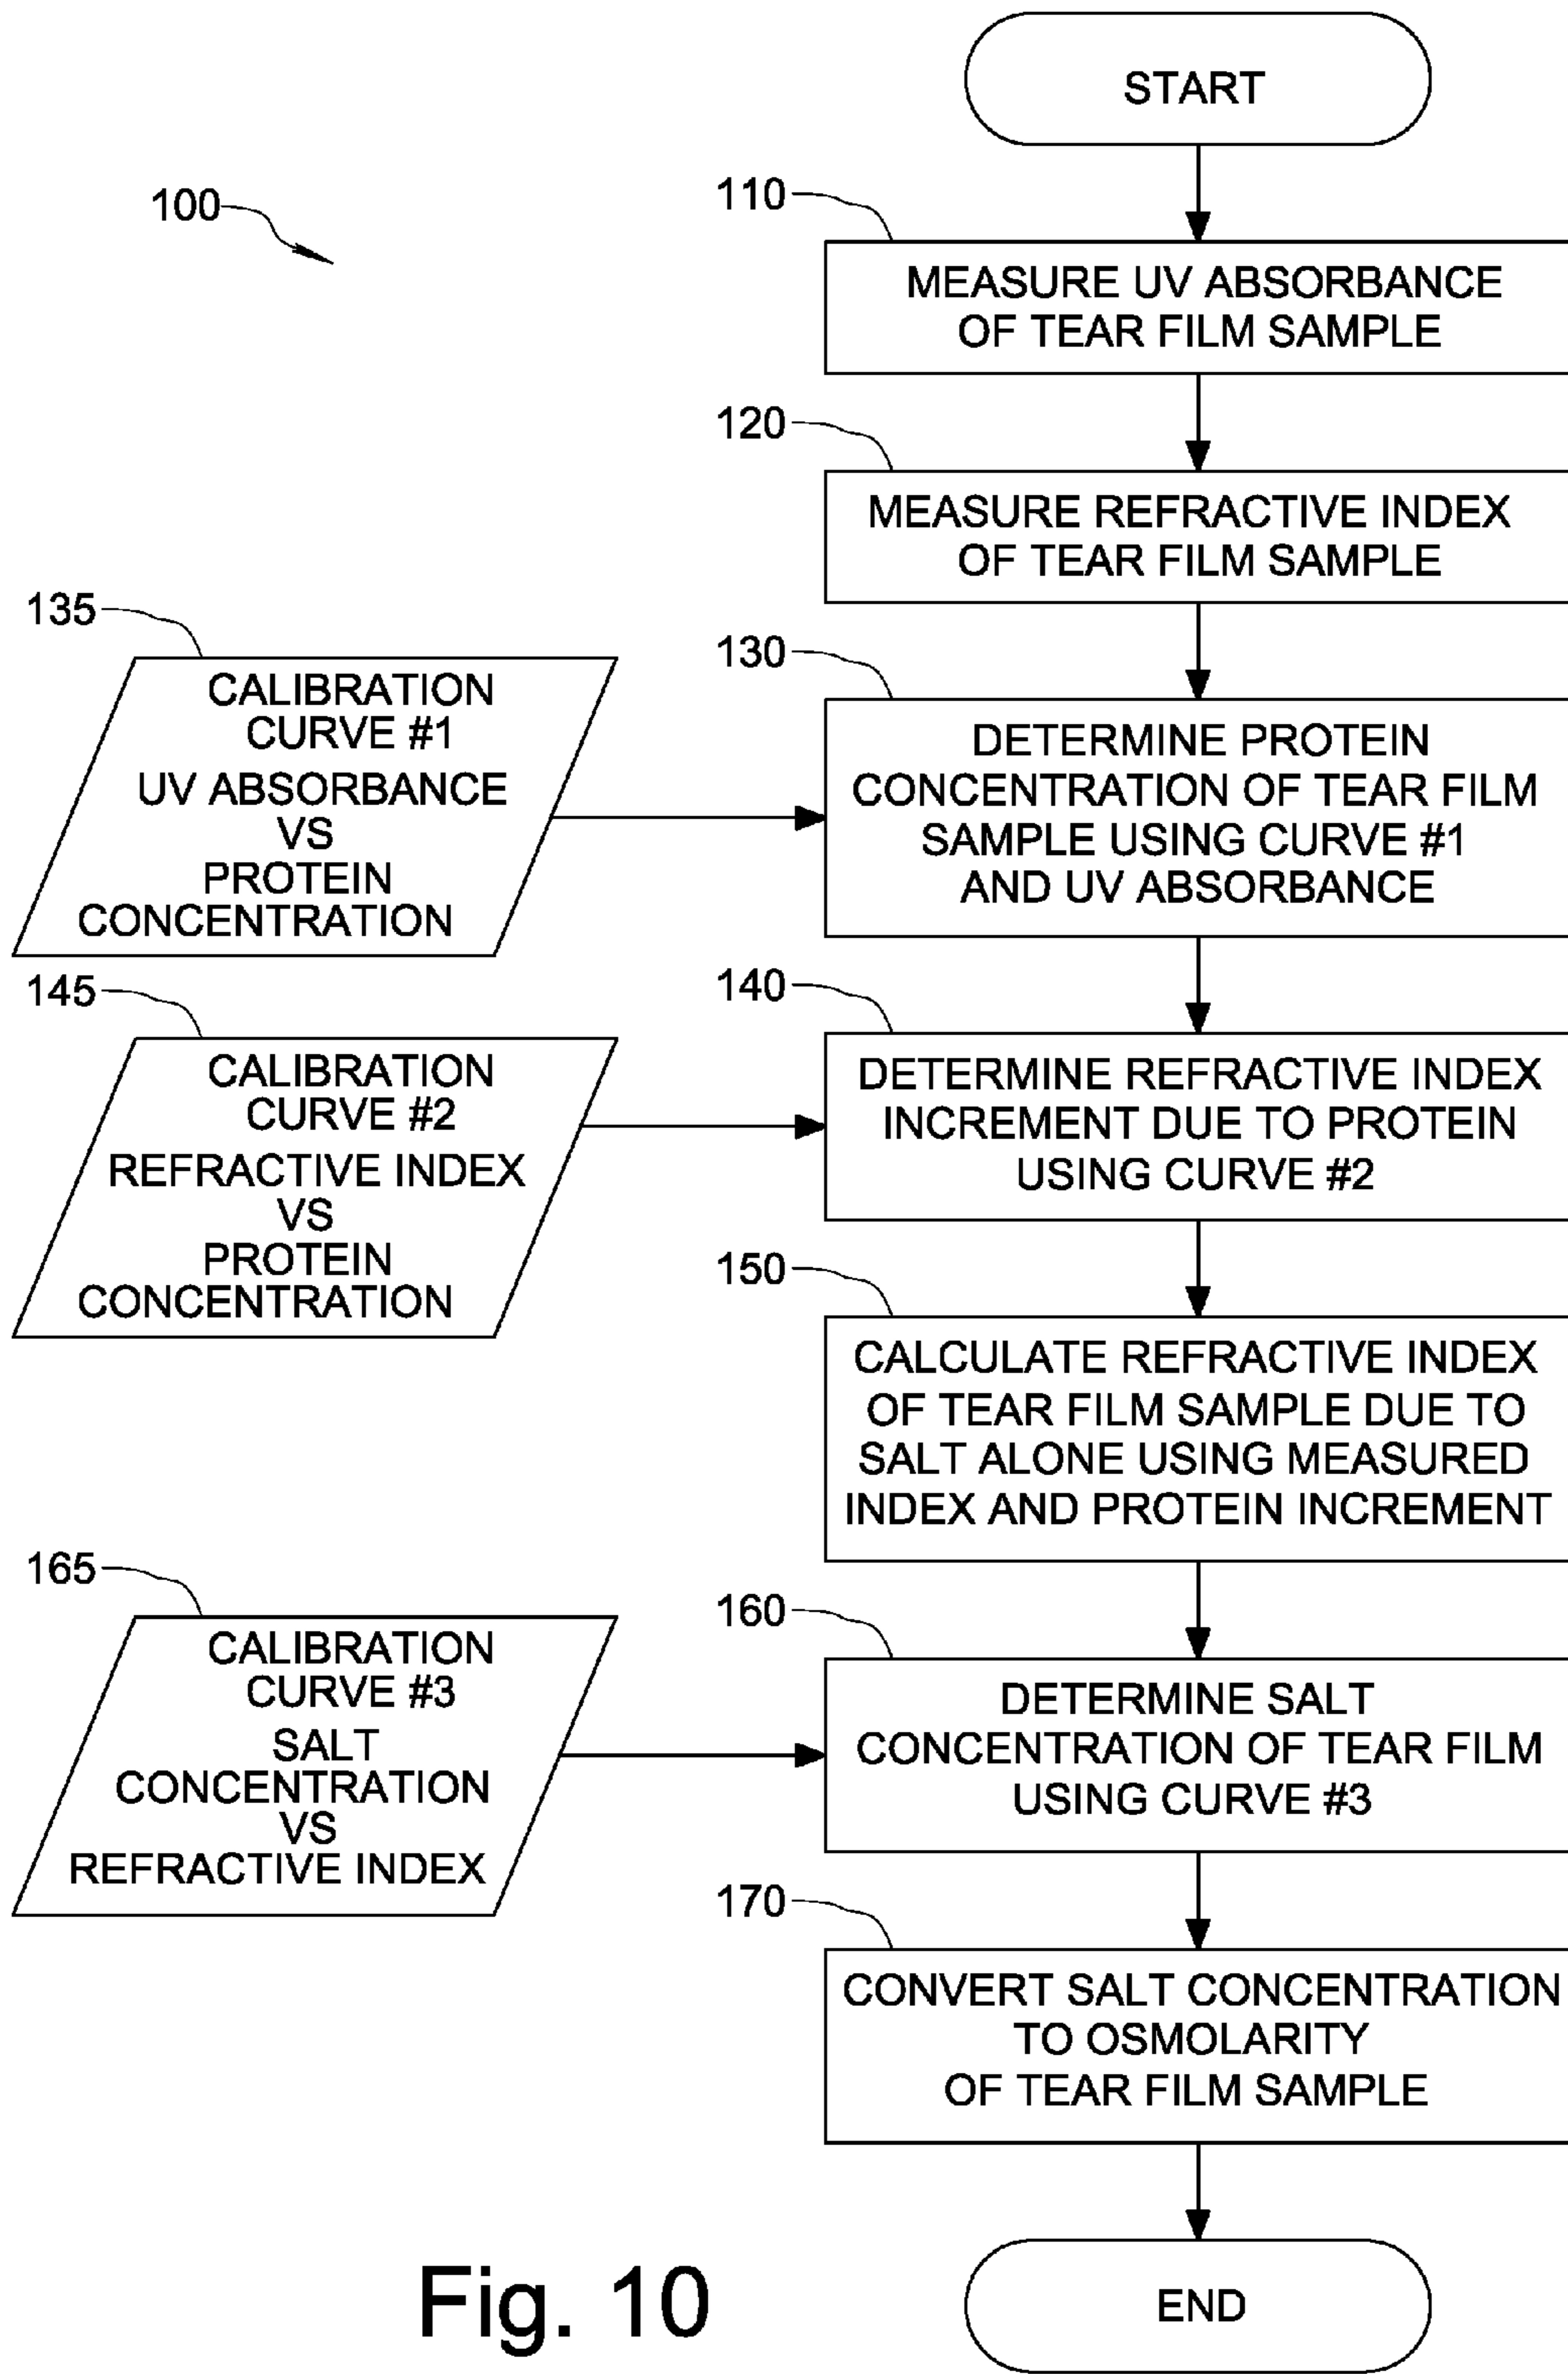 START
100
110
MEASURE UV ABSORBANCE
OF TEAR FILM SAMPLE
120
MEASURE REFRACTIVE INDEX
OF TEAR FILM SAMPLE
135
CALIBRATION
CURVE #1
UV ABSORBANCE
VS
PROTEIN
CONCENTRATION
130
DETERMINE PROTEIN
CONCENTRATION OF TEAR FILM
SAMPLE USING CURVE #1
AND UV ABSORBANCE
145
CALIBRATION
CURVE #2
REFRACTIVE INDEX
VS
PROTEIN
CONCENTRATION
140
DETERMINE REFRACTIVE INDEX
INCREMENT DUE TO PROTEIN
USING CURVE #2
150
CALCULATE REFRACTIVE INDEX
OF TEAR FILM SAMPLE DUE TO
SALT ALONE USING MEASURED
INDEX AND PROTEIN INCREMENT
165
CALIBRATION
CURVE #3
SALT
CONCENTRATION
VS
REFRACTIVE INDEX
160
DETERMINE SALT
CONCENTRATION OF TEAR FILM
USING CURVE #3
170
CONVERT SALT CONCENTRATION
TO OSMOLARITY
OF TEAR FILM SAMPLE
END
Fig. 10